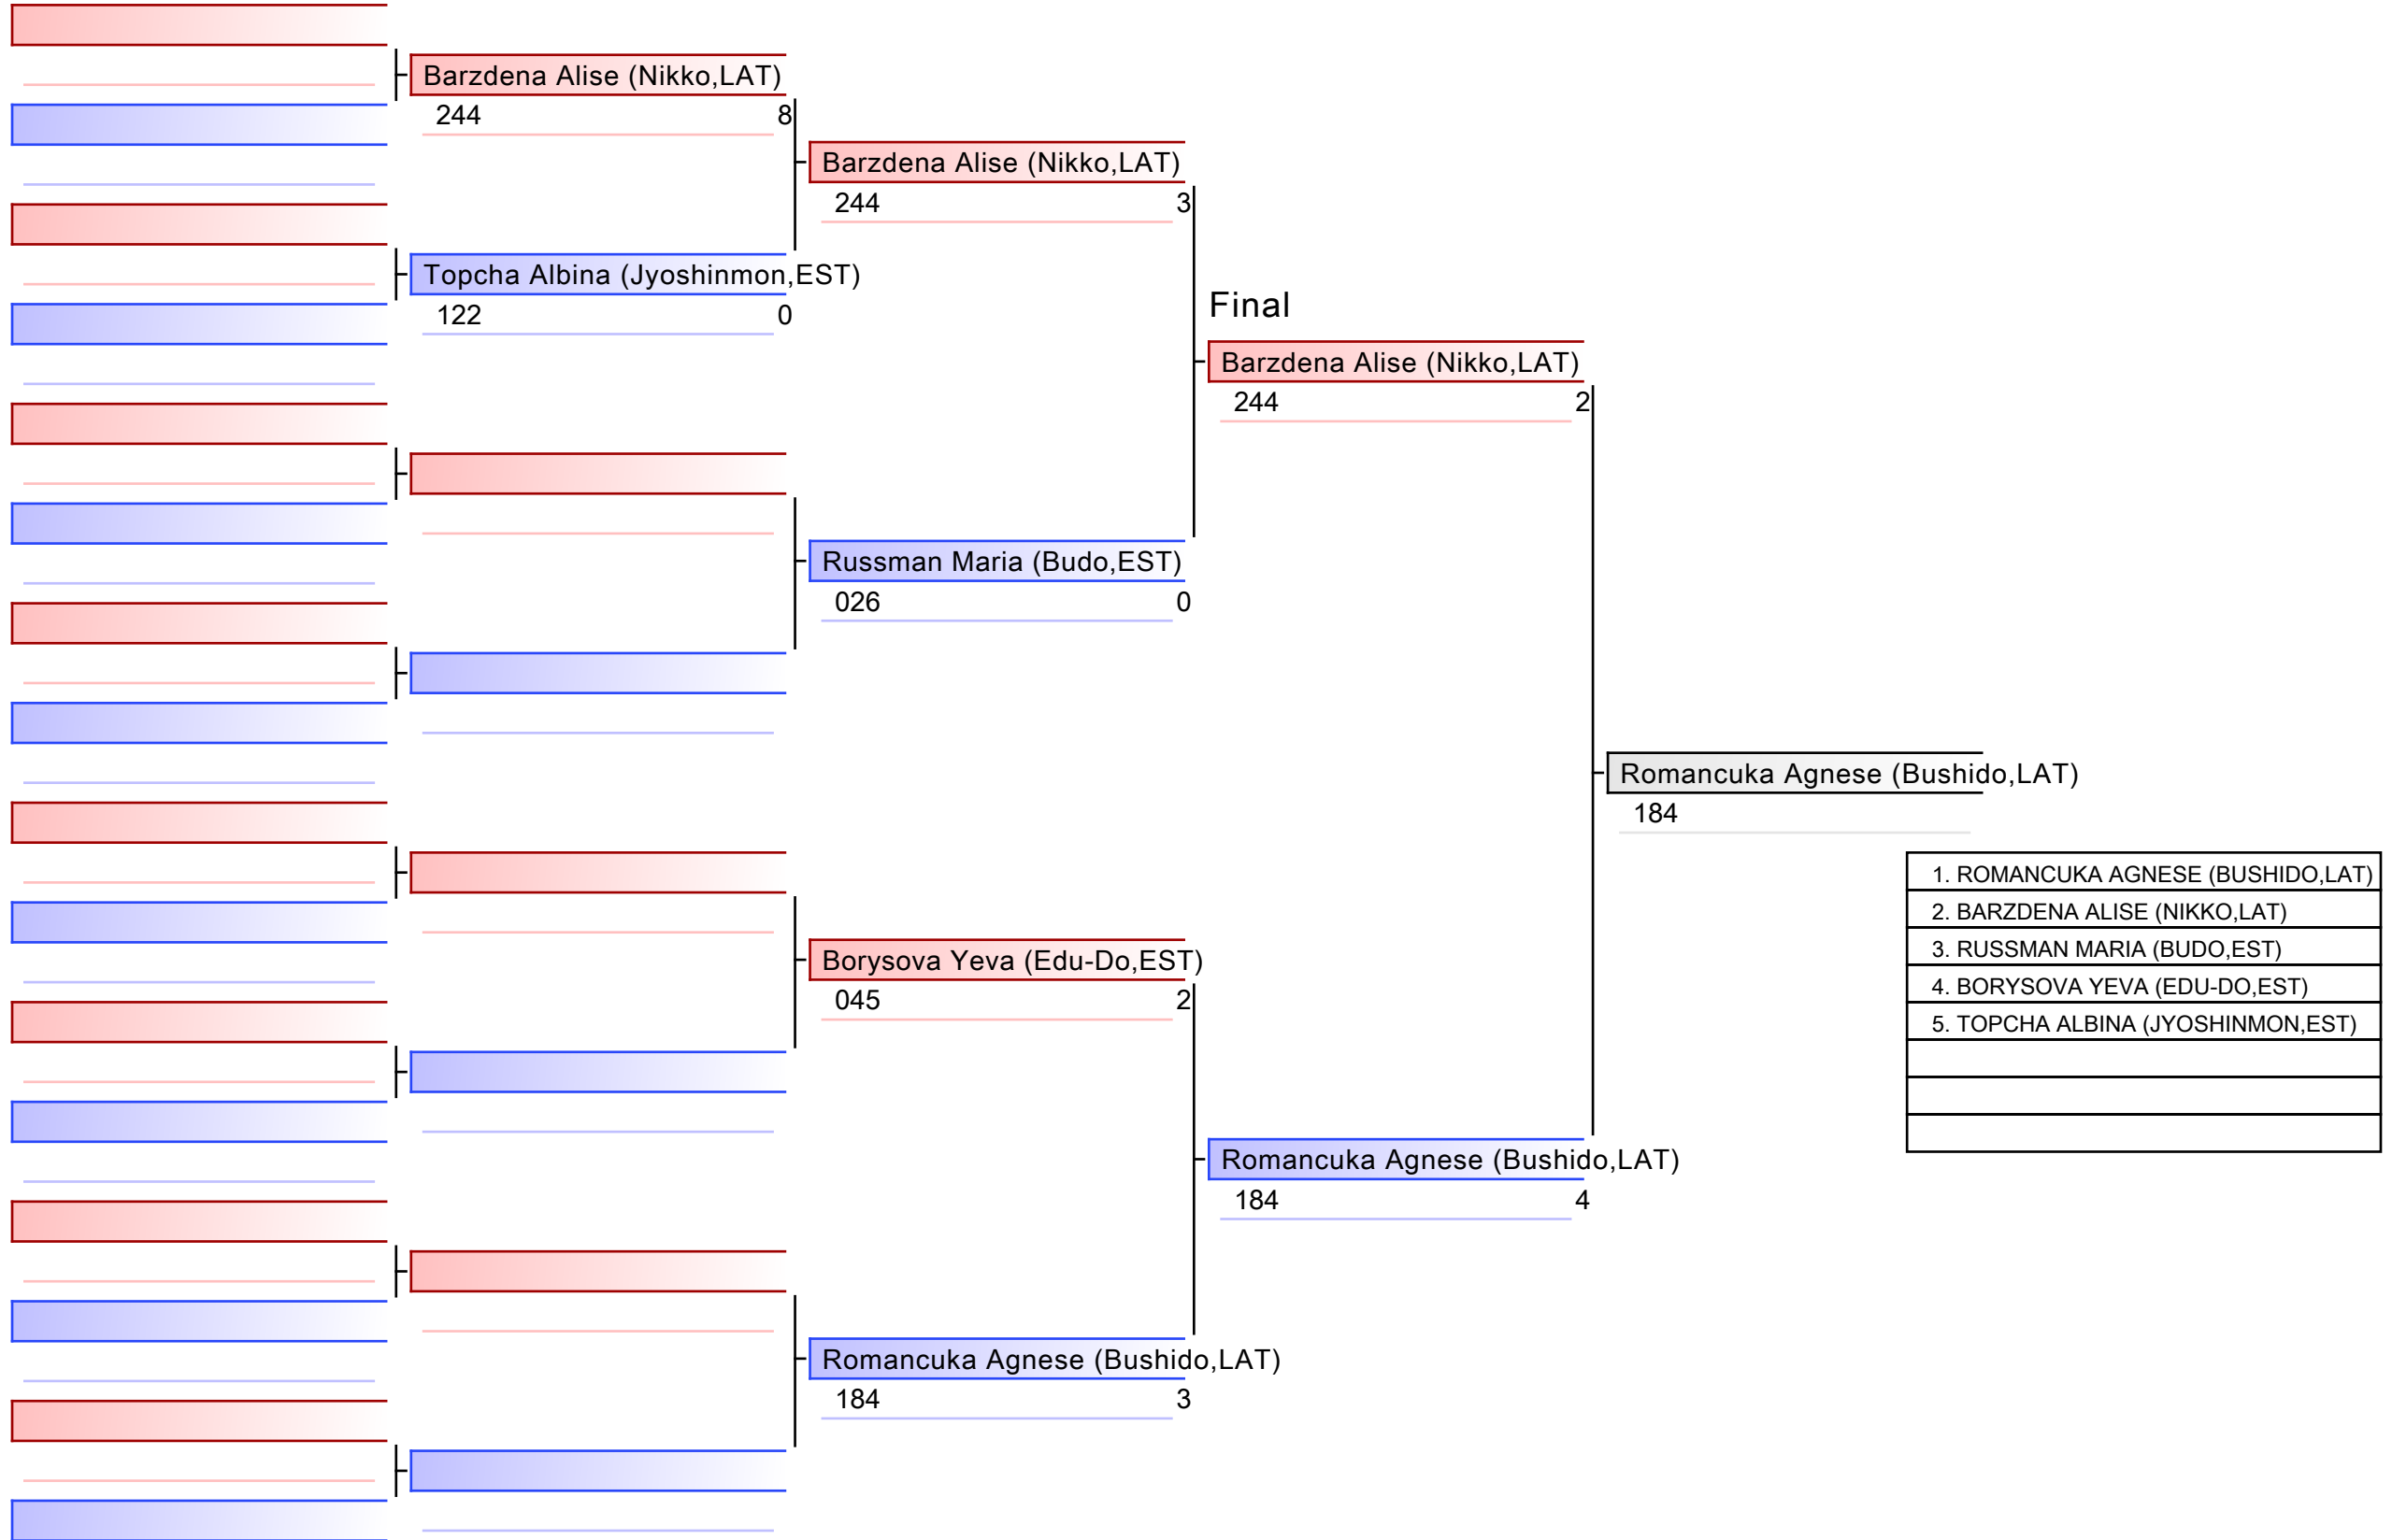 Barzdena Alise (Nikko,LAT)
244 8
Topcha Albina (Jyoshinmon,EST)
122 0
Barzdena Alise (Nikko,LAT)
244 3
Russman Maria (Budo,EST)
026 0
Borysova Yeva (Edu-Do,EST)
045 2
Romancuka Agnese (Bushido,LAT)
184 3
Final
Barzdena Alise (Nikko,LAT)
244 2
Romancuka Agnese (Bushido,LAT)
184 4
Romancuka Agnese (Bushido,LAT)
184
1. ROMANCUKA AGNESE (BUSHIDO,LAT)
2. BARZDENA ALISE (NIKKO,LAT)
3. RUSSMAN MARIA (BUDO,EST)
4. BORYSOVA YEVA (EDU-DO,EST)
5. TOPCHA ALBINA (JYOSHINMON,EST)